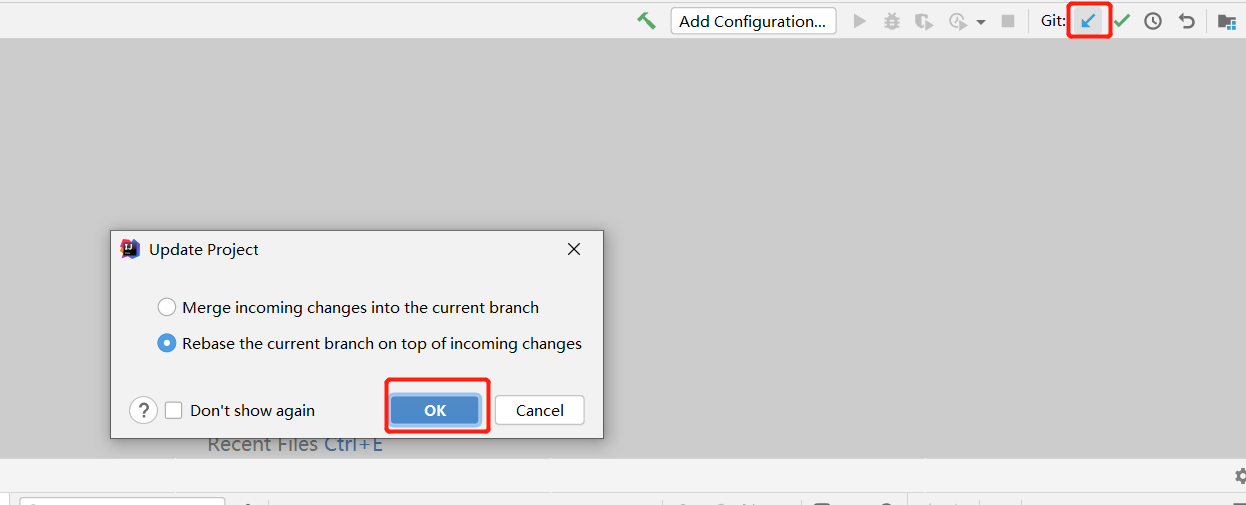 Add Configuration...
Git:
Update Project
Merge incoming changes into the current branch
Rebase the current branch on top of incoming changes
? Don't show again
OK
Cancel
Recent Files Ctrl+E